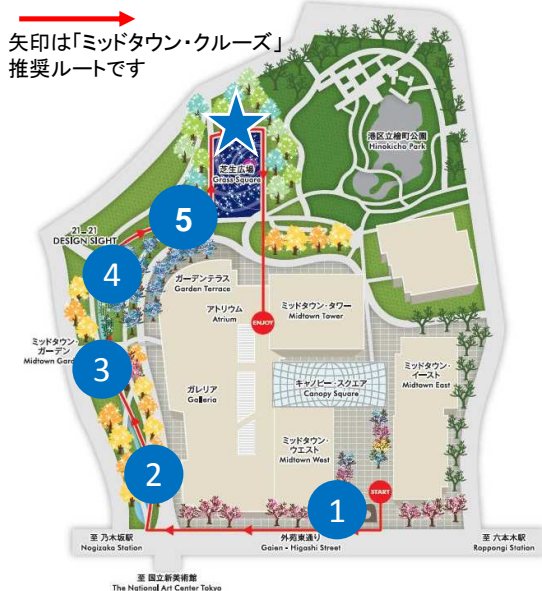 矢印は「ミッドタウン・クルーズ」
推奨ルートです
港区立檜町公園
Hinokicho Park
芝生広場
Grass Square
5
21_21
DESIGN SIGHT
4
ガーデンテラス
Garden Terrace
アトリウム
Atrium
ミッドタウン・タワー
Midtown Tower
ENJOY
ミッドタウン・
ガーデン
Midtown Gard
3
ガレリア
Galleria
キャノピー・スクエア
Canopy Square
ミッドタウン・
イースト
Midtown East
ミッドタウン・
ウエスト
Midtown West
2
1
START
至 乃木坂駅
Nogizaka Station
外苑東通り
Gaien - Higashi Street
至 六本木駅
Roppongi Station
至 国立新美術館
The National Art Center Tokyo